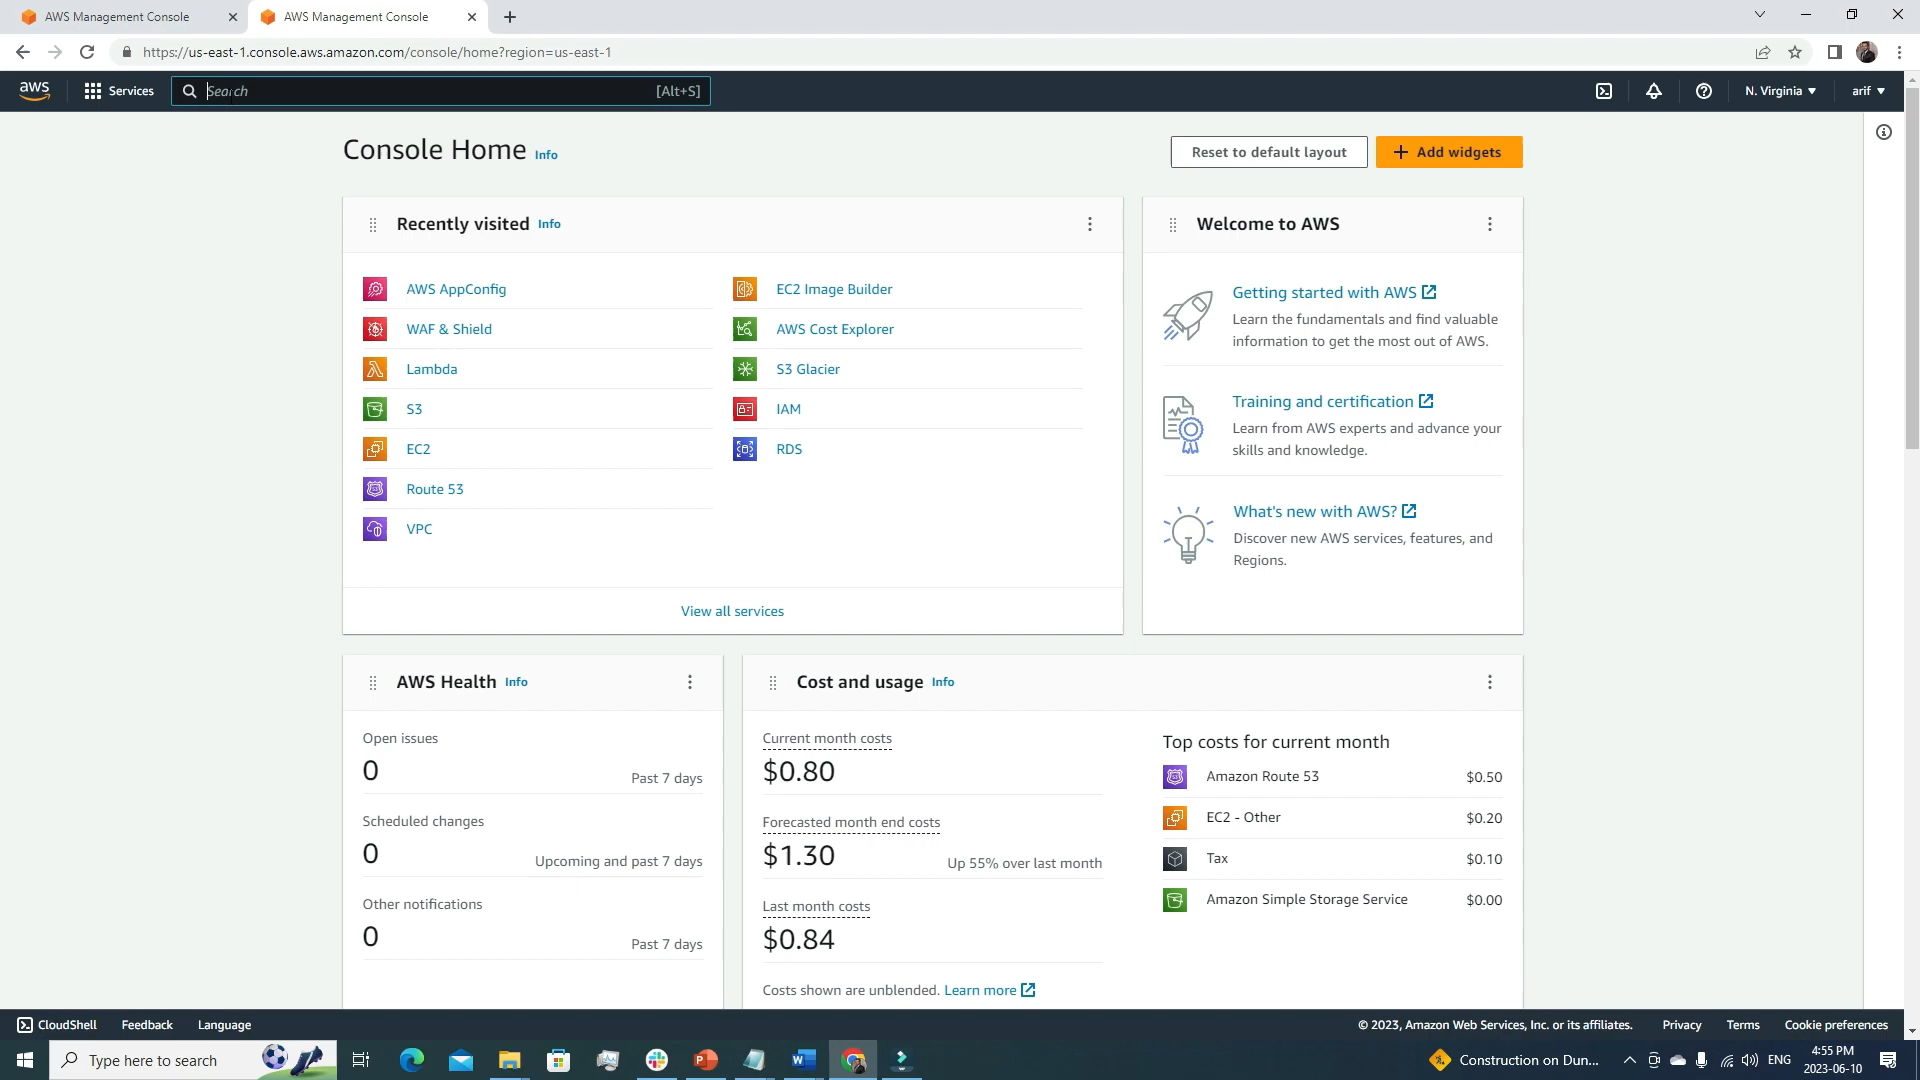 AWS Management Console
AWS Management Console
https://us-east-1.console.aws.amazon.com/console/home?region=us-east-1
aws
Services
Search
[Alt+S]
N. Virginia
arif
Console Home Info
Reset to default layout
Add widgets
Recently visited Info
AWS AppConfig
WAF & Shield
Lambda
S3
EC2
Route 53
VPC
EC2 Image Builder
AWS Cost Explorer
S3 Glacier
IAM
RDS
View all services
Welcome to AWS
Getting started with AWS
Learn the fundamentals and find valuable
information to get the most out of AWS.
Training and certification
Learn from AWS experts and advance your
skills and knowledge.
What's new with AWS?
Discover new AWS services, features, and
Regions.
AWS Health Info
Open issues
0
Past 7 days
Scheduled changes
0
Upcoming and past 7 days
Other notifications
0
Past 7 days
Cost and usage Info
Current month costs
$0.80
Forecasted month end costs
$1.30
Up 55% over last month
Last month costs
$0.84
Costs shown are unblended. Learn more
Top costs for current month
Amazon Route 53 $0.50
EC2 - Other $0.20
Tax $0.10
Amazon Simple Storage Service $0.00
CloudShell
Feedback
Language
© 2023, Amazon Web Services, Inc. or its affiliates.
Privacy
Terms
Cookie preferences
Type here to search
Construction on Dun...
ENG
4:55 PM
2023-06-10